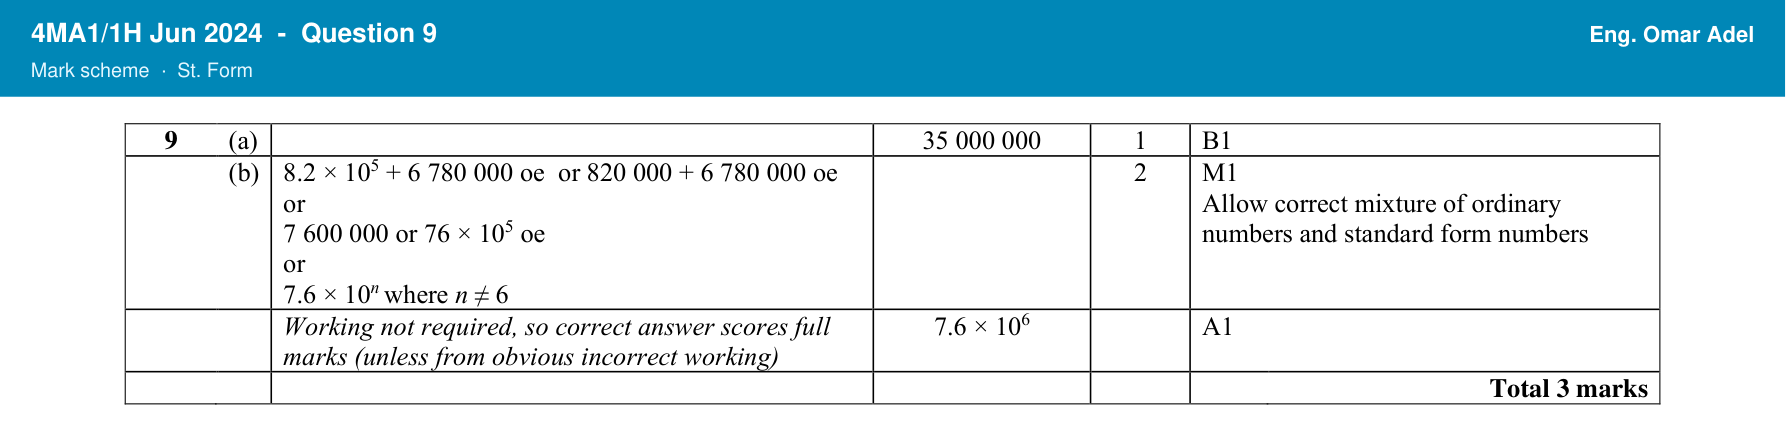 4MA1/1H Jun 2024 - Question 9
Eng. Omar Adel
Mark scheme · St. Form
9 (a) 35 000 000 1 B1
(b) 8.2 × 10⁵ + 6 780 000 oe or 820 000 + 6 780 000 oe 2 M1
or Allow correct mixture of ordinary
7 600 000 or 76 × 10⁵ oe numbers and standard form numbers
or
7.6 × 10ⁿ where n ≠ 6
Working not required, so correct answer scores full 7.6 × 10⁶ A1
marks (unless from obvious incorrect working)
Total 3 marks